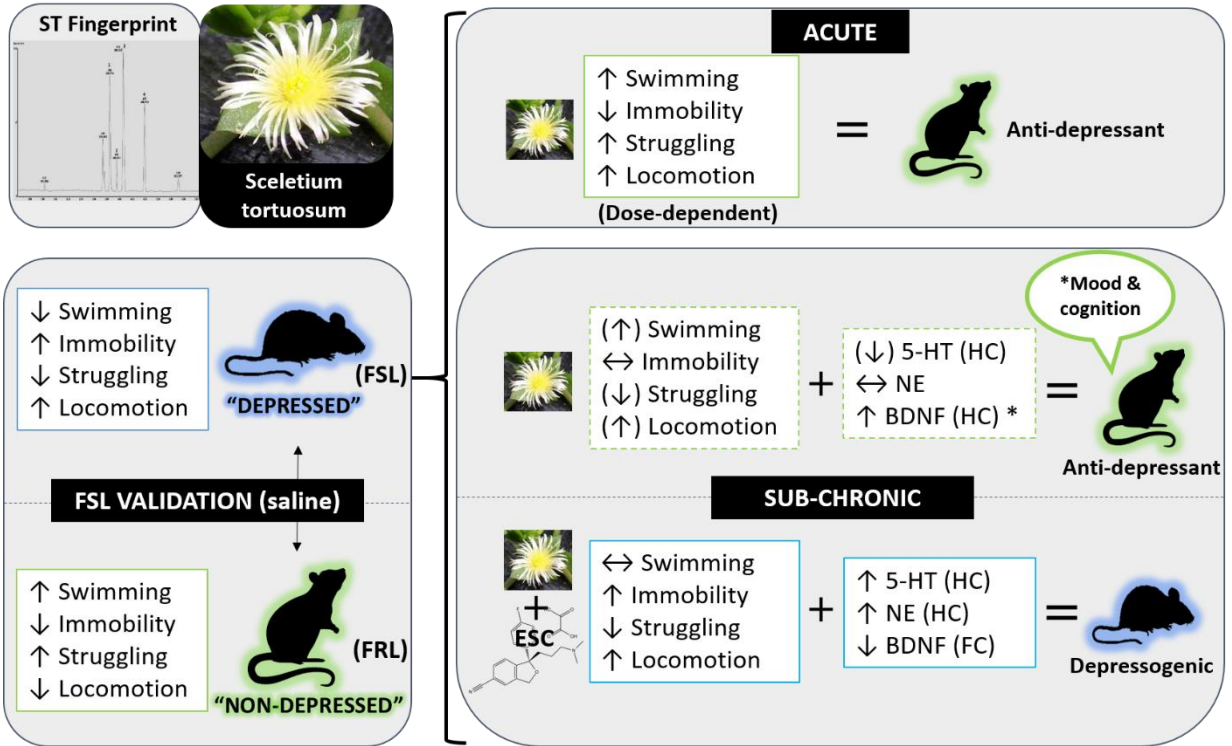 ST Fingerprint
Sceletium
tortuosum
ACUTE
↑ Swimming
↓ Immobility
↑ Struggling
↑ Locomotion
(Dose-dependent)
=
Anti-depressant
↓ Swimming
↑ Immobility
↓ Struggling
↑ Locomotion
(FSL)
“DEPRESSED”
FSL VALIDATION (saline)
↑ Swimming
↓ Immobility
↑ Struggling
↓ Locomotion
(FRL)
“NON-DEPRESSED”
*Mood &
cognition
(↑) Swimming
↔ Immobility
(↓) Struggling
(↑) Locomotion
+
(↓) 5-HT (HC)
↔ NE
↑ BDNF (HC) *
=
Anti-depressant
SUB-CHRONIC
+
ESC
↔ Swimming
↑ Immobility
↓ Struggling
↑ Locomotion
+
↑ 5-HT (HC)
↑ NE (HC)
↓ BDNF (FC)
=
Depressogenic